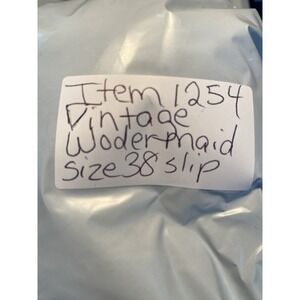 Item 1254
Vintage
Wodermaid
size 38 slip